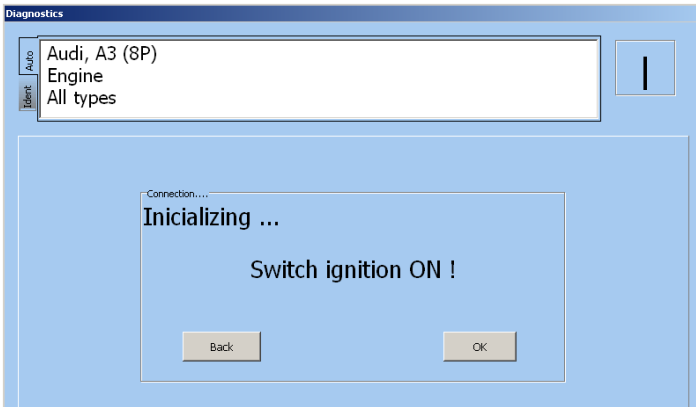 Diagnostics
Auto
Ident
Audi, A3 (8P)
Engine
All types
Connection....
Inicializing ...
Switch ignition ON !
Back
OK